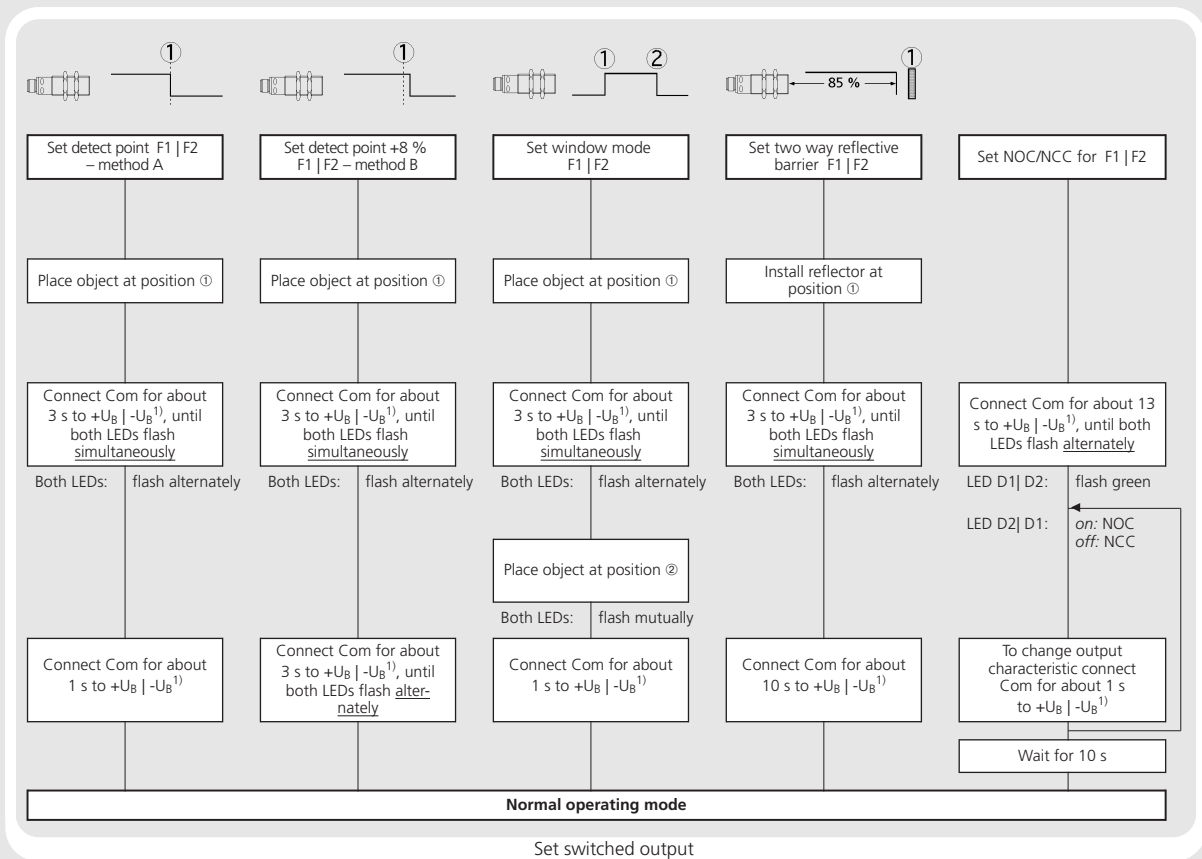 ①
①
① ②
①
85 %
Set detect point F1 | F2
– method A
Set detect point +8 %
F1 | F2 – method B
Set window mode
F1 | F2
Set two way reflective
barrier F1 | F2
Set NOC/NCC for F1 | F2
Place object at position ①
Place object at position ①
Place object at position ①
Install reflector at
position ①
Connect Com for about
3 s to +UB | -UB1), until
both LEDs flash
simultaneously
Connect Com for about
3 s to +UB | -UB1), until
both LEDs flash
simultaneously
Connect Com for about
3 s to +UB | -UB1), until
both LEDs flash
simultaneously
Connect Com for about
3 s to +UB | -UB1), until
both LEDs flash
simultaneously
Connect Com for about 13
s to +UB | -UB1), until both
LEDs flash alternately
Both LEDs: flash alternately
Both LEDs: flash alternately
Both LEDs: flash alternately
Both LEDs: flash alternately
LED D1| D2: flash green
LED D2| D1: on: NOC
off: NCC
Place object at position ②
Both LEDs: flash mutually
Connect Com for about
1 s to +UB | -UB1)
Connect Com for about
3 s to +UB | -UB1), until
both LEDs flash alter-
nately
Connect Com for about
1 s to +UB | -UB1)
Connect Com for about
10 s to +UB | -UB1)
To change output
characteristic connect
Com for about 1 s
to +UB | -UB1)
Wait for 10 s
Normal operating mode
Set switched output